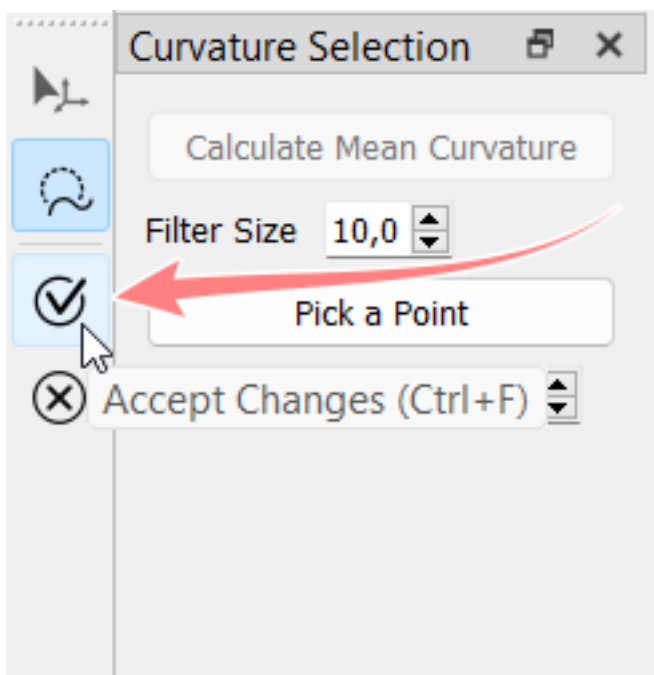 Curvature Selection
Calculate Mean Curvature
Filter Size 10,0
Pick a Point
Accept Changes (Ctrl+F)